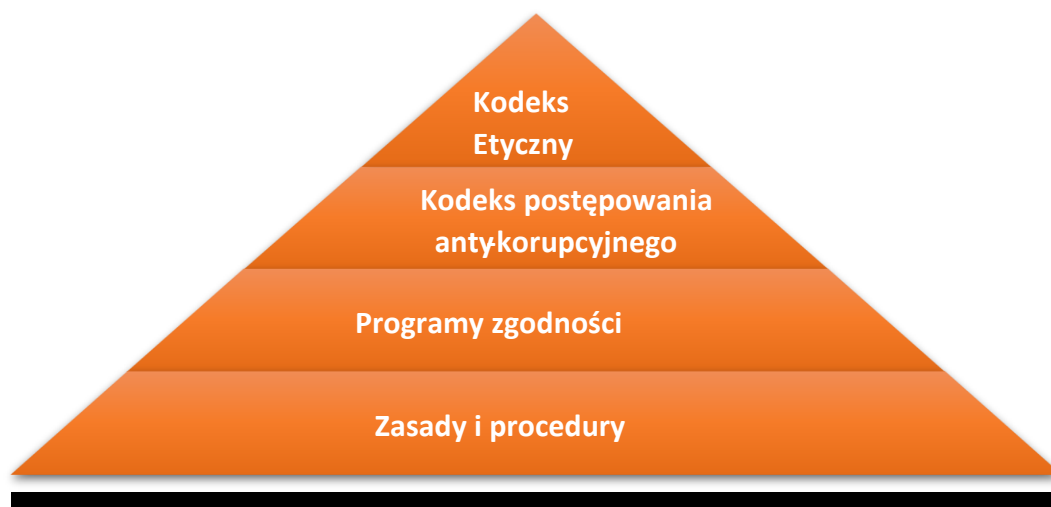 Kodeks
Etyczny
Kodeks postępowania
anty-korupcyjnego
Programy zgodności
Zasady i procedury